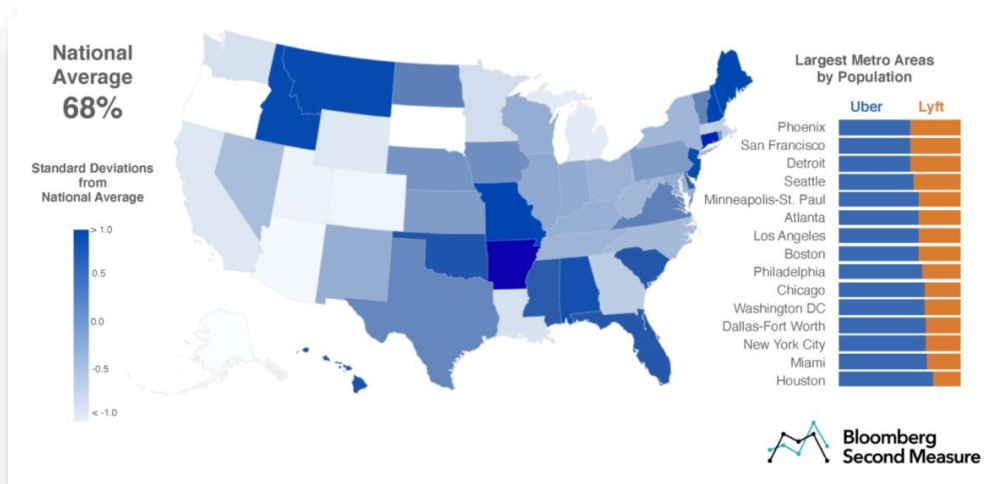 National
Average
68%
Standard Deviations
from
National Average
> 1.0
0.5
0.0
-0.5
< -1.0
Largest Metro Areas
by Population
Uber Lyft
Phoenix
San Francisco
Detroit
Seattle
Minneapolis-St. Paul
Atlanta
Los Angeles
Boston
Philadelphia
Chicago
Washington DC
Dallas-Fort Worth
New York City
Miami
Houston
Bloomberg
Second Measure